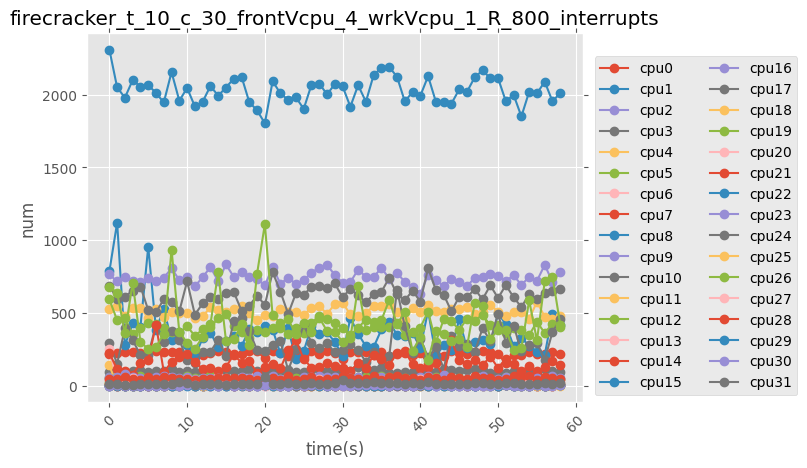 firecracker_t_10_c_30_frontVcpu_4_wrkVcpu_1_R_800_interrupts
num
2000
1500
1000
500
0
0
10
20
30
40
50
60
time(s)
cpu0
cpu1
cpu2
cpu3
cpu4
cpu5
cpu6
cpu7
cpu8
cpu9
cpu10
cpu11
cpu12
cpu13
cpu14
cpu15
cpu16
cpu17
cpu18
cpu19
cpu20
cpu21
cpu22
cpu23
cpu24
cpu25
cpu26
cpu27
cpu28
cpu29
cpu30
cpu31